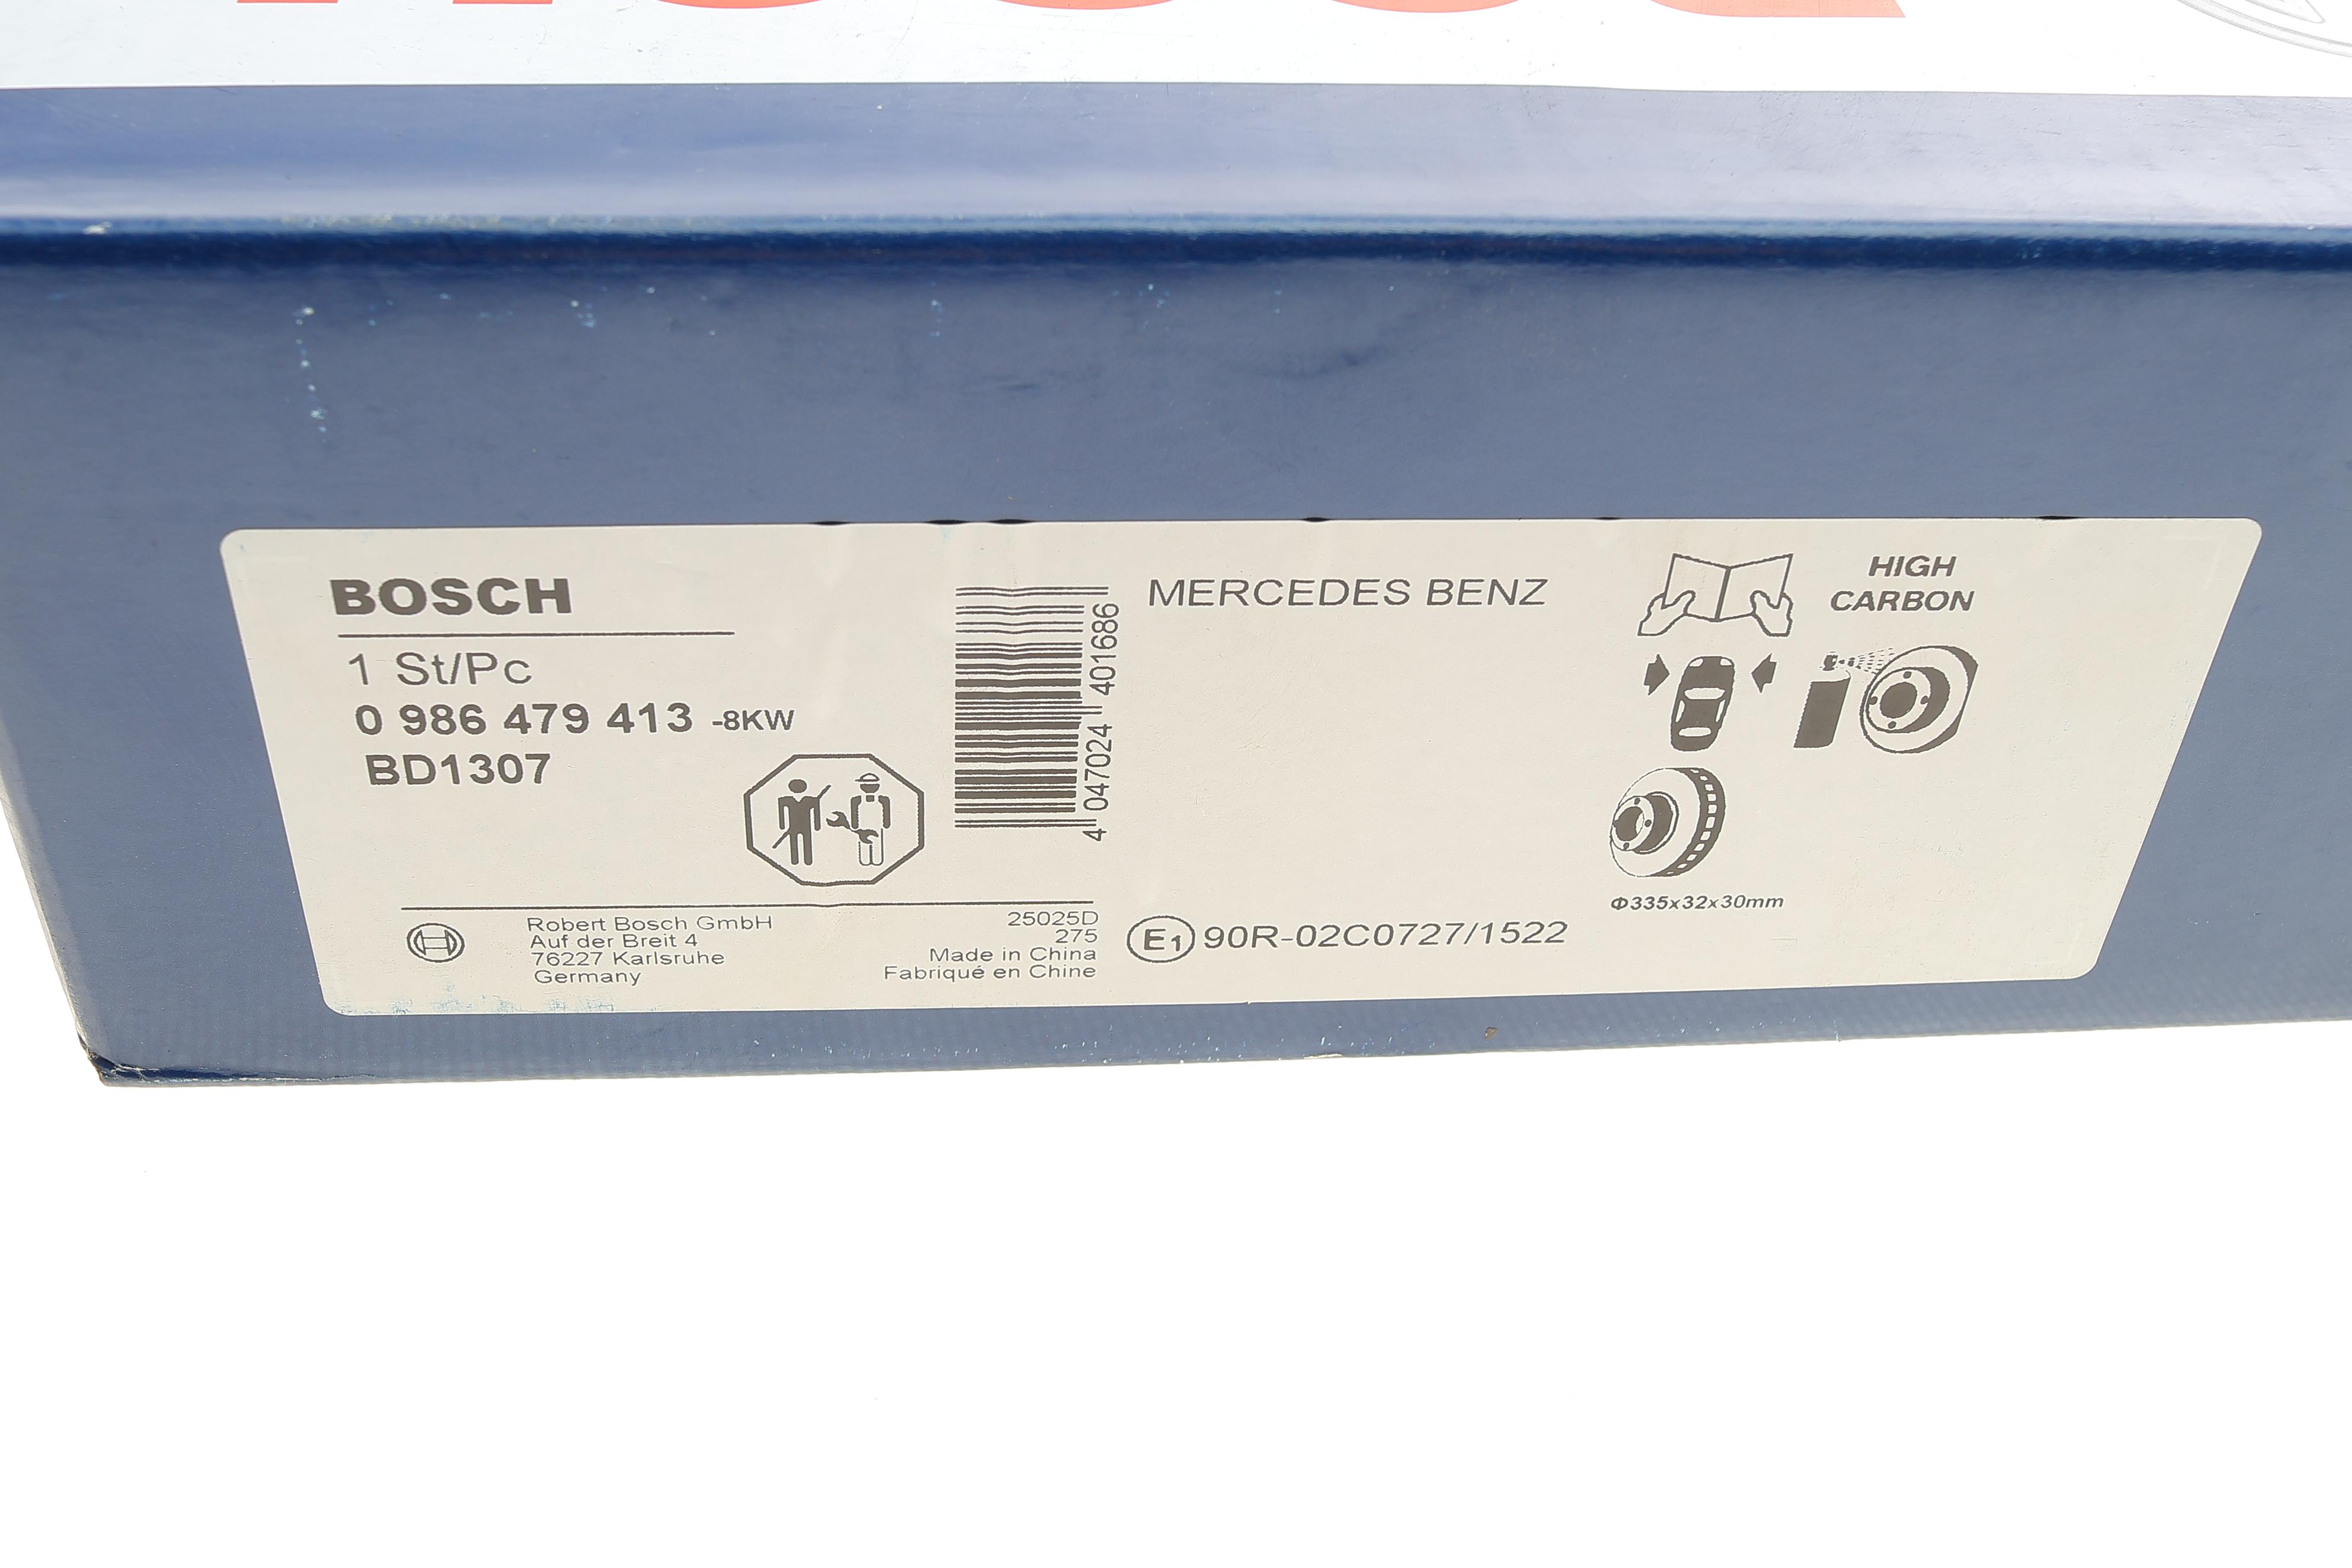 BOSCH
1 St/Pc
0 986 479 413 -8KW
BD1307
4 047024 401686
Robert Bosch GmbH
Auf der Breit 4
76227 Karlsruhe
Germany
25025D
275
Made in China
Fabriqué en Chine
MERCEDES BENZ
E1 90R-02C0727/1522
HIGH
CARBON
Φ335x32x30mm